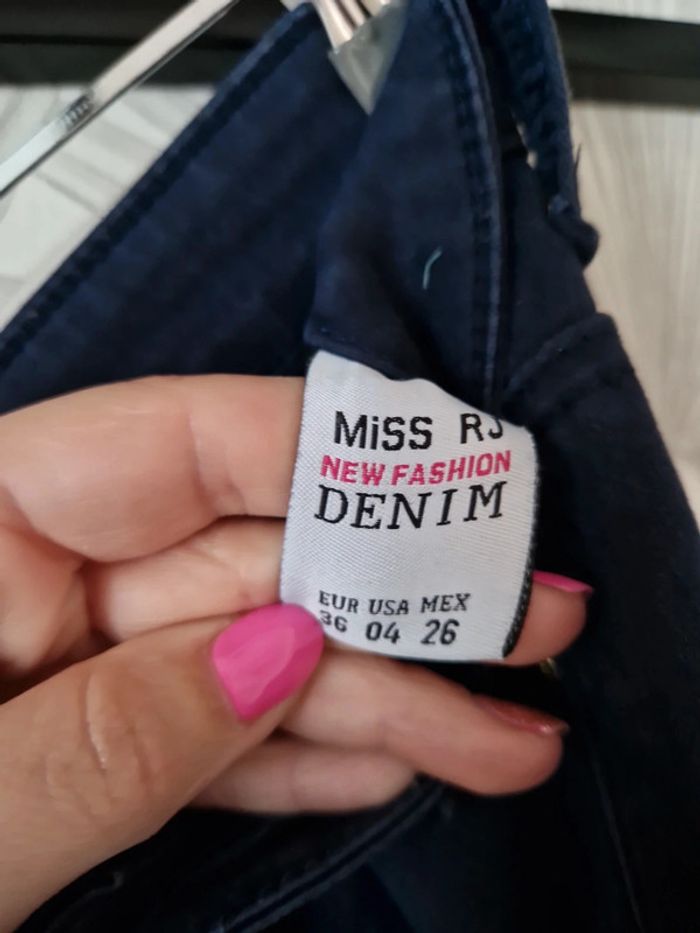 MiSS RJ
NEW FASHION
DENIM
EUR USA MEX
36 04 26